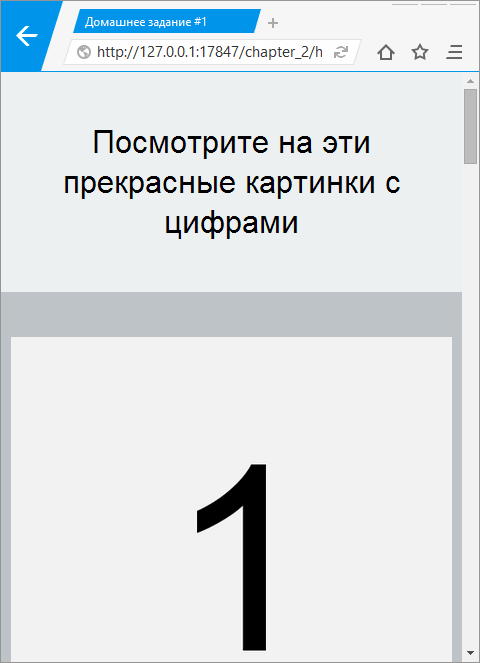 Домашнее задание #1
http://127.0.0.1:17847/chapter_2/h
Посмотрите на эти
прекрасные картинки с
цифрами
1